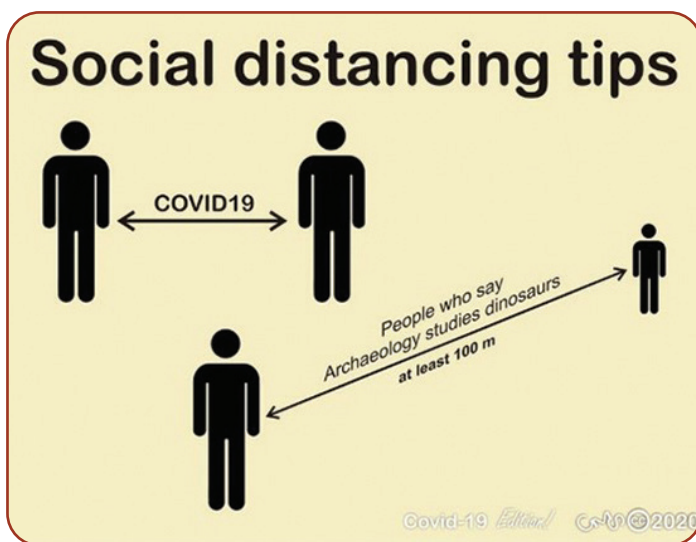 Social distancing tips
COVID19
People who say
Archaeology studies dinosaurs
at least 100 m
Covid-19 Edition!
2020